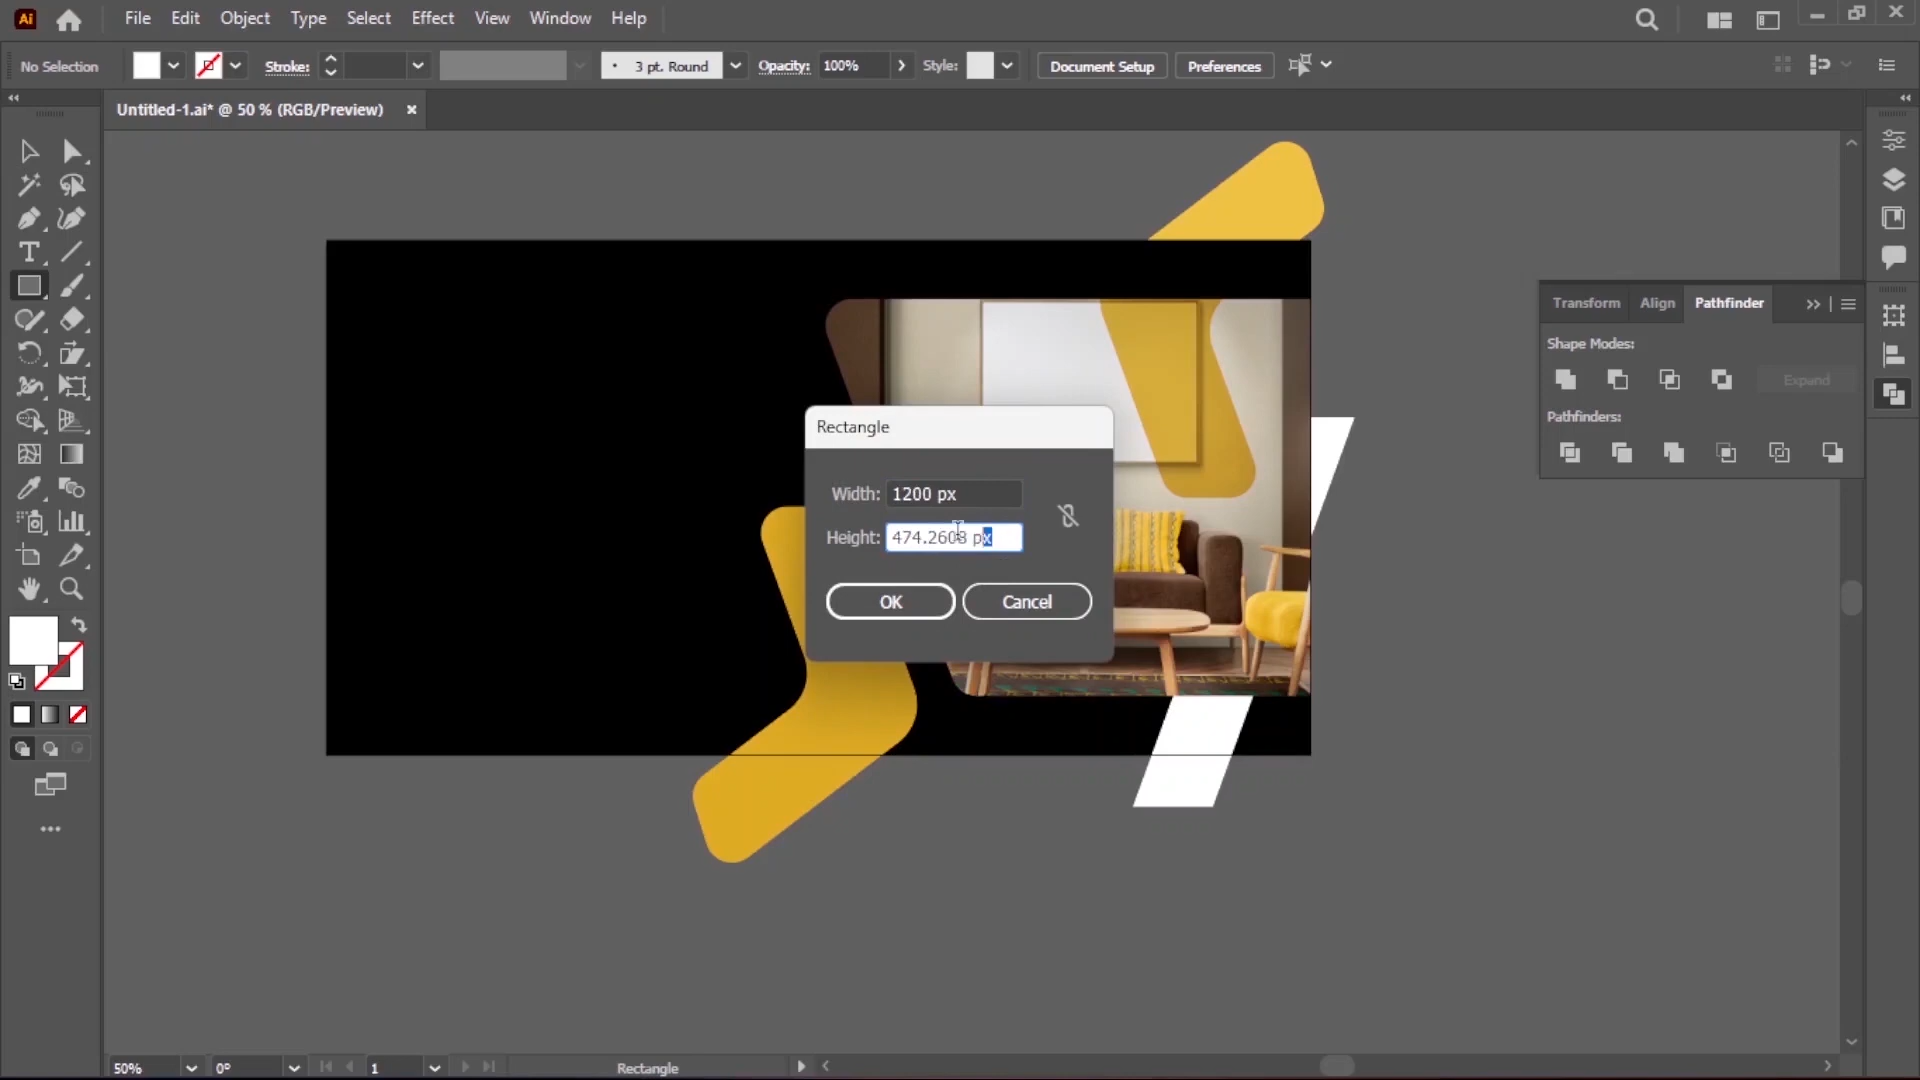 Ai
File Edit Object Type Select Effect View Window Help
No Selection Stroke: 3 pt. Round Opacity: 100% Style: Document Setup Preferences
Untitled-1.ai* @ 50 % (RGB/Preview)
Transform Align Pathfinder
Shape Modes:
Expand
Pathfinders:
Rectangle
Width: 1200 px
Height: 474.2608 px
OK Cancel
50% 0° 1 Rectangle